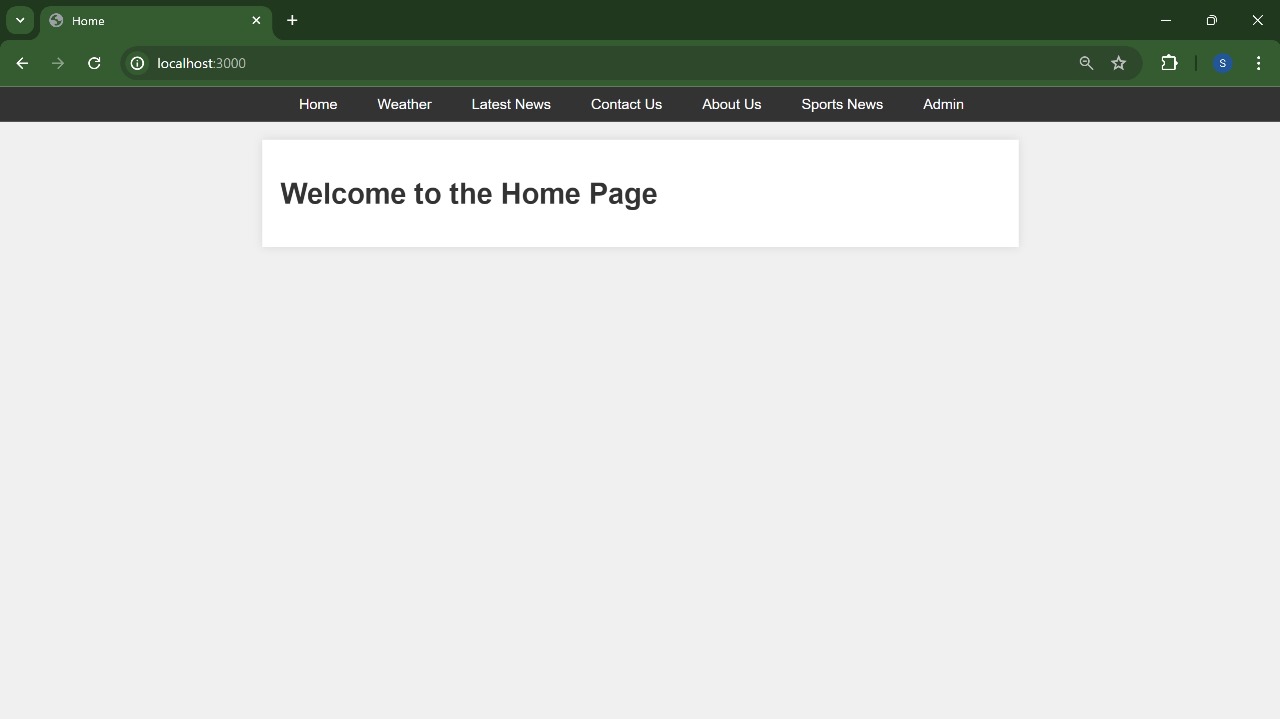 Home
localhost:3000
S
Home Weather Latest News Contact Us About Us Sports News Admin
Welcome to the Home Page